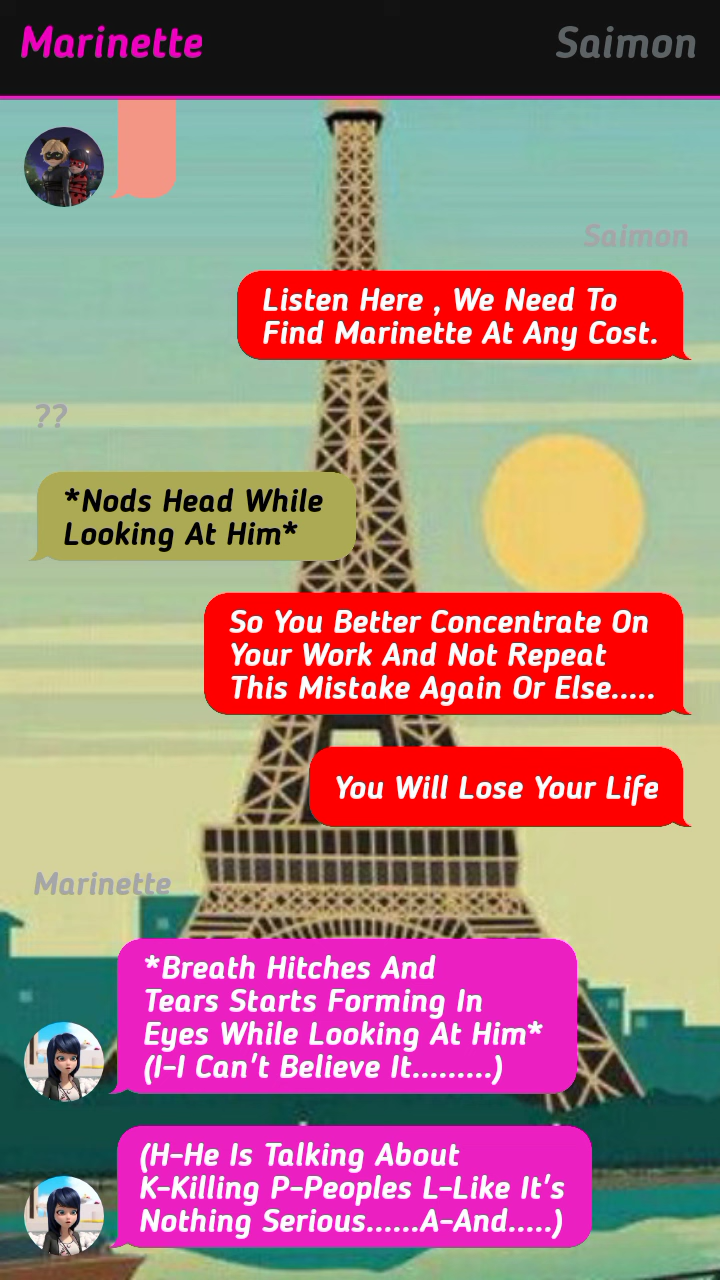 Marinette Saimon
Saimon
Listen Here , We Need To
Find Marinette At Any Cost.
??
*Nods Head While
Looking At Him*
So You Better Concentrate On
Your Work And Not Repeat
This Mistake Again Or Else.....
You Will Lose Your Life
Marinette
*Breath Hitches And
Tears Starts Forming In
Eyes While Looking At Him*
(I-I Can't Believe It.........)
(H-He Is Talking About
K-Killing P-Peoples L-Like It's
Nothing Serious......A-And.....)